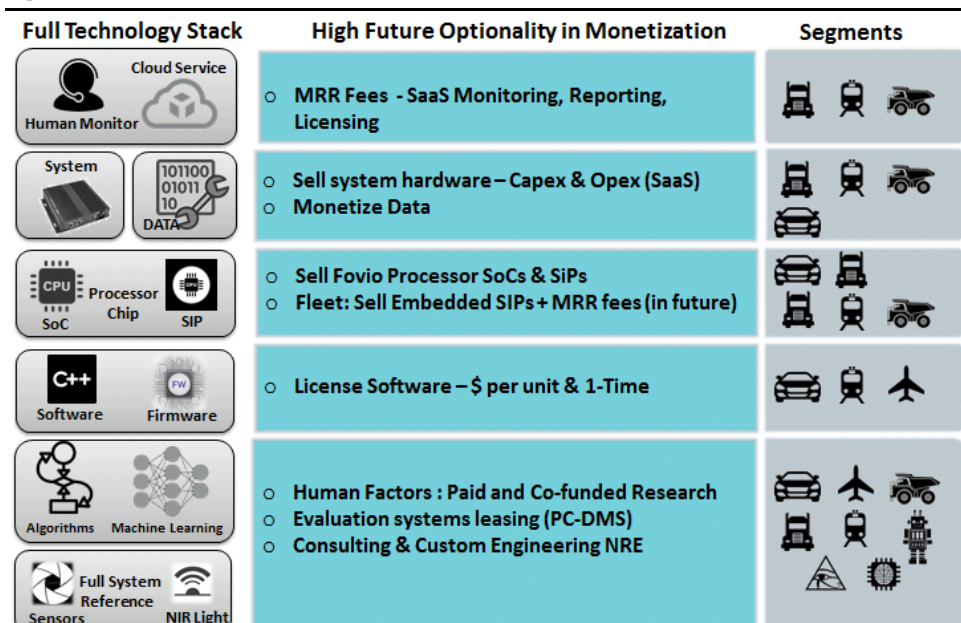 Full Technology Stack
High Future Optionality in Monetization
Segments
Cloud Service
Human Monitor
o MRR Fees - SaaS Monitoring, Reporting,
Licensing
System
101100
01011
10
DATA
o Sell system hardware – Capex & Opex (SaaS)
o Monetize Data
CPU
Processor
Chip
SoC
SIP
o Sell Fovio Processor SoCs & SiPs
o Fleet: Sell Embedded SIPs + MRR fees (in future)
C++
FW
Software
Firmware
o License Software – $ per unit & 1-Time
Algorithms
Machine Learning
o Human Factors : Paid and Co-funded Research
o Evaluation systems leasing (PC-DMS)
o Consulting & Custom Engineering NRE
Full System
Reference
Sensors
NIR Light